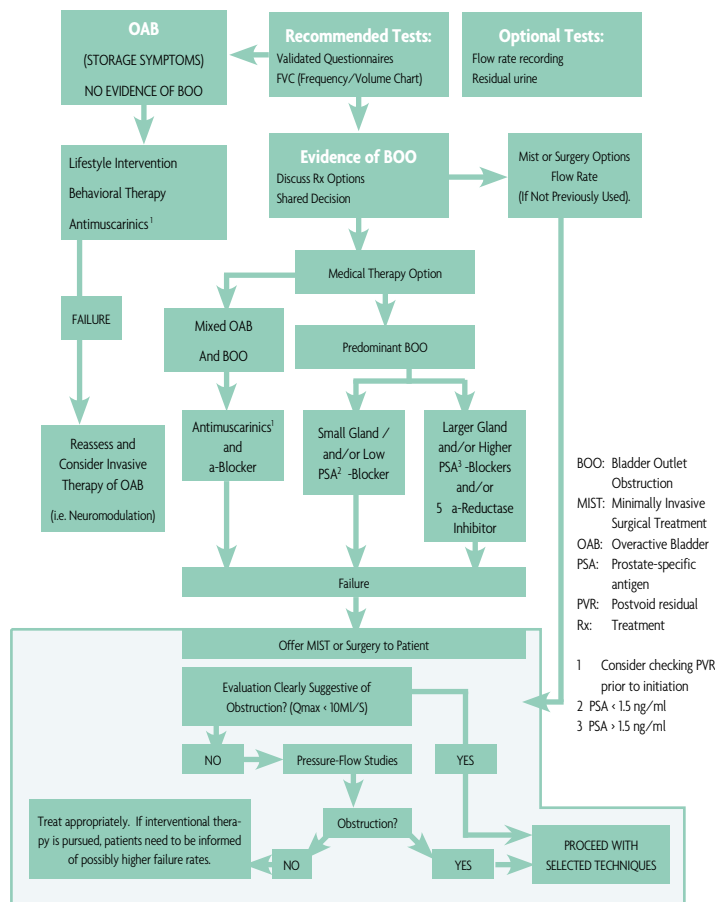 OAB
(STORAGE SYMPTOMS)
NO EVIDENCE OF BOO
Recommended Tests:
Validated Questionnaires
FVC (Frequency/Volume Chart)
Optional Tests:
Flow rate recording
Residual urine
Lifestyle Intervention
Behavioral Therapy
Antimuscarinics¹
Evidence of BOO
Discuss Rx Options
Shared Decision
Mist or Surgery Options
Flow Rate
(If Not Previously Used).
Medical Therapy Option
FAILURE
Mixed OAB
And BOO
Predominant BOO
Reassess and
Consider Invasive
Therapy of OAB
(i.e. Neuromodulation)
Antimuscarinics¹
and
a-Blocker
Small Gland /
and/or Low
PSA² -Blocker
Larger Gland
and/or Higher
PSA³ -Blockers
and/or
5 a-Reductase
Inhibitor
BOO: Bladder Outlet
Obstruction
MIST: Minimally Invasive
Surgical Treatment
OAB: Overactive Bladder
PSA: Prostate-specific
antigen
PVR: Postvoid residual
Rx: Treatment
1 Consider checking PVR
prior to initiation
2 PSA < 1.5 ng/ml
3 PSA > 1.5 ng/ml
Failure
Offer MIST or Surgery to Patient
Evaluation Clearly Suggestive of
Obstruction? (Qmax < 10Ml/S)
NO
Pressure-Flow Studies
YES
Treat appropriately. If interventional thera-
py is pursued, patients need to be informed
of possibly higher failure rates.
Obstruction?
NO
YES
PROCEED WITH
SELECTED TECHNIQUES